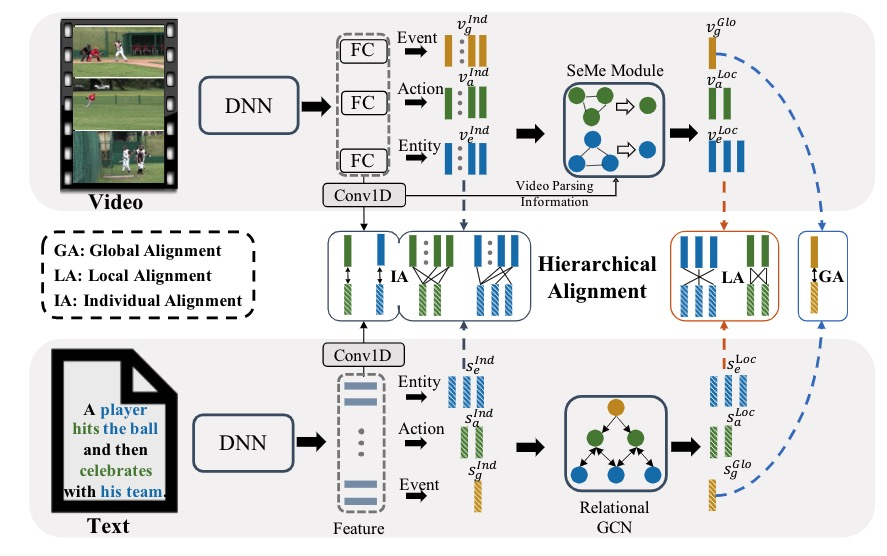 Video
DNN
FC
FC
FC
Event
Action
Entity
v_g^{Ind}
v_a^{Ind}
v_e^{Ind}
SeMe Module
v_g^{Glo}
v_a^{Loc}
v_e^{Loc}
Conv1D
Video Parsing
Information
GA: Global Alignment
LA: Local Alignment
IA: Individual Alignment
IA
Hierarchical
Alignment
LA
GA
Conv1D
A player
hits the ball
and then
celebrates
with his team.
Text
DNN
Feature
Entity
Action
Event
s_e^{Ind}
s_a^{Ind}
s_g^{Ind}
Relational
GCN
s_e^{Loc}
s_a^{Loc}
s_g^{Glo}